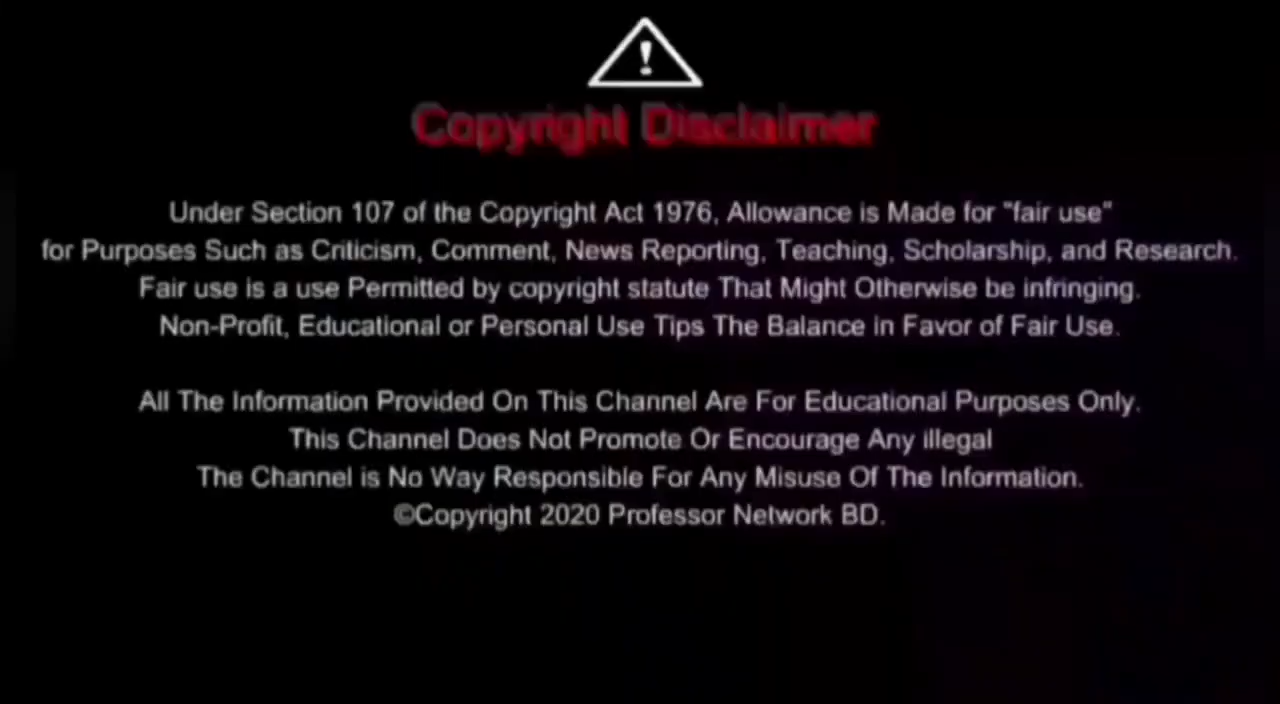 !
Copyright Disclaimer
Under Section 107 of the Copyright Act 1976, Allowance is Made for "fair use"
for Purposes Such as Criticism, Comment, News Reporting, Teaching, Scholarship, and Research.
Fair use is a use Permitted by copyright statute That Might Otherwise be infringing.
Non-Profit, Educational or Personal Use Tips The Balance in Favor of Fair Use.
All The Information Provided On This Channel Are For Educational Purposes Only.
This Channel Does Not Promote Or Encourage Any illegal
The Channel is No Way Responsible For Any Misuse Of The Information.
©Copyright 2020 Professor Network BD.